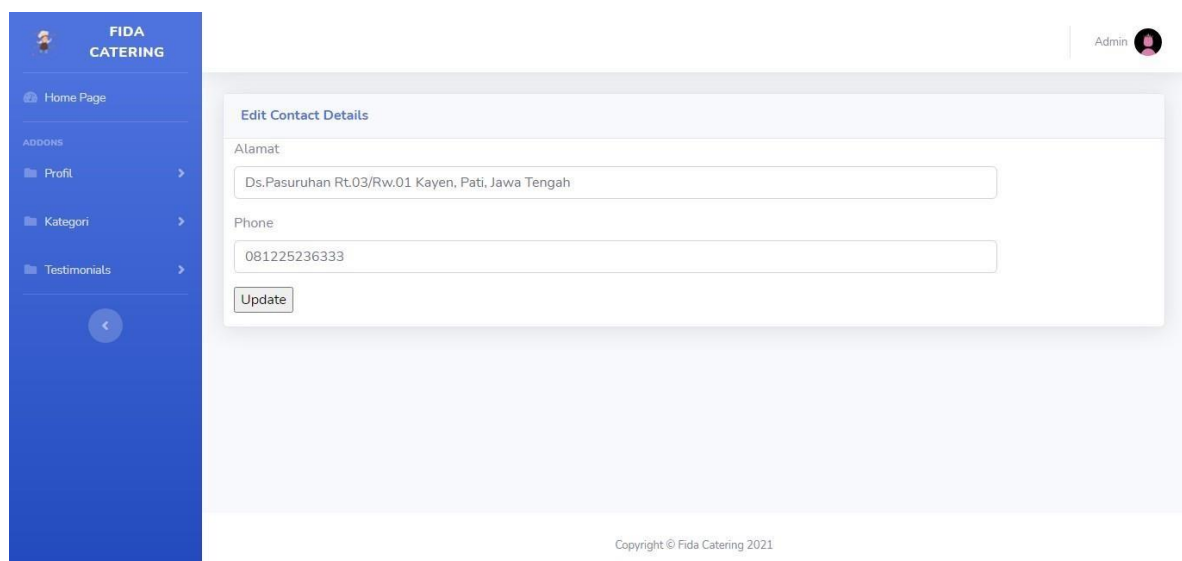 FIDA
CATERING
Admin
Home Page
ADDONS
Profil
Kategori
Testimonials
Edit Contact Details
Alamat
Ds.Pasuruhan Rt.03/Rw.01 Kayen, Pati, Jawa Tengah
Phone
081225236333
Update
Copyright © Fida Catering 2021